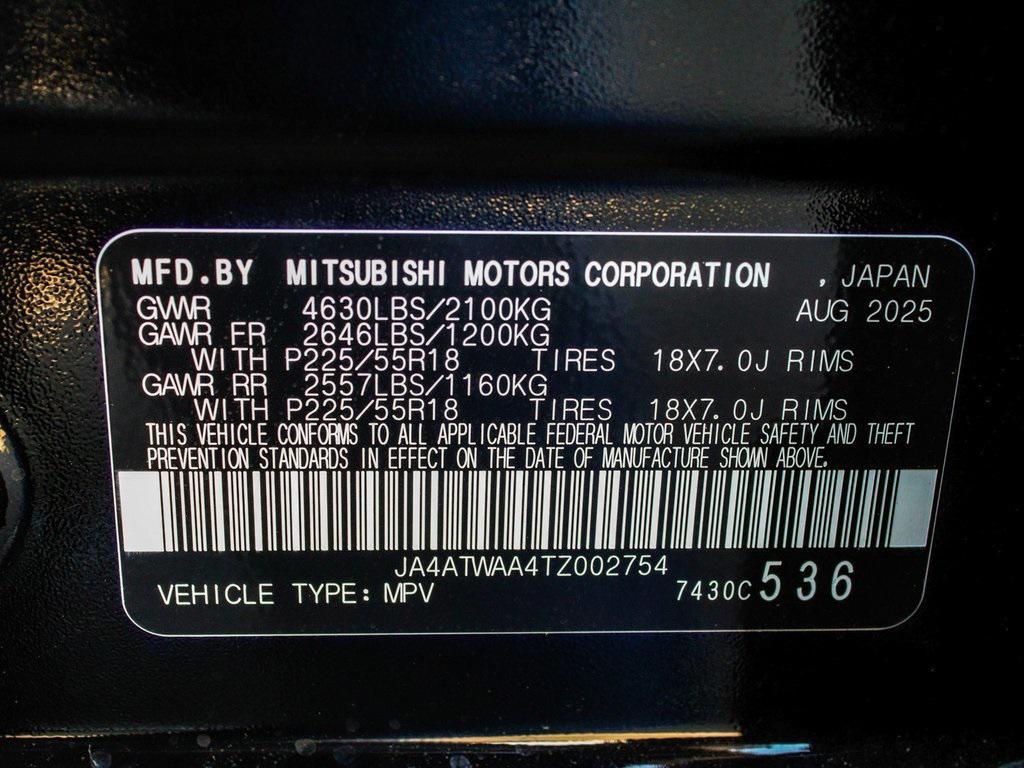 MFD.BY MITSUBISHI MOTORS CORPORATION , JAPAN
GVWR 4630LBS/2100KG AUG 2025
GAWR FR 2646LBS/1200KG
WITH P225/55R18 TIRES 18X7.0J RIMS
GAWR RR 2557LBS/1160KG
WITH P225/55R18 TIRES 18X7.0J RIMS
THIS VEHICLE CONFORMS TO ALL APPLICABLE FEDERAL MOTOR VEHICLE SAFETY AND THEFT
PREVENTION STANDARDS IN EFFECT ON THE DATE OF MANUFACTURE SHOWN ABOVE.
JA4ATWAA4TZ002754
VEHICLE TYPE: MPV 7430C 536